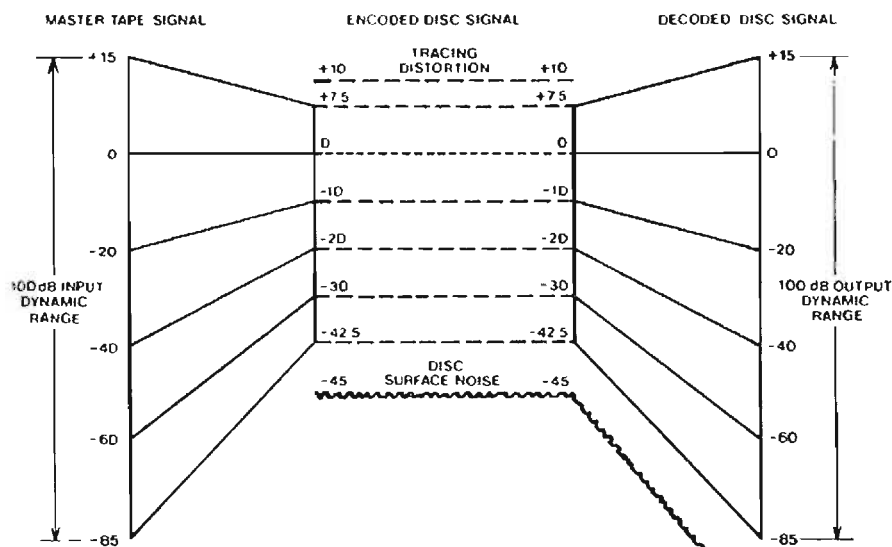 MASTER TAPE SIGNAL
ENCODED DISC SIGNAL
DECODED DISC SIGNAL
+15
0
-20
-40
-60
-85
100 dB INPUT
DYNAMIC
RANGE
TRACING
DISTORTION
+10 +10
+7.5 +7.5
0 0
-10 -10
-20 -20
-30 -30
-42.5 -42.5
DISC
SURFACE NOISE
-45 -45
+15
0
-20
-40
-60
-85
100 dB OUTPUT
DYNAMIC
RANGE